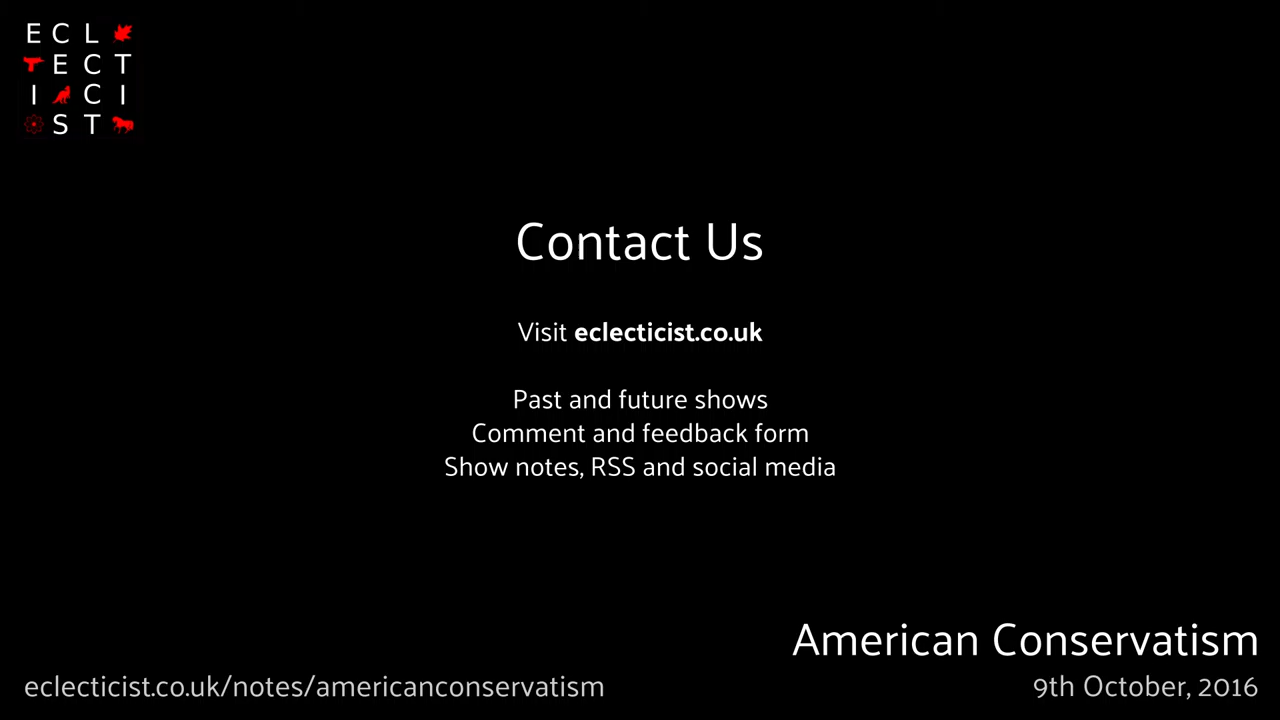 E C L
E C T
I C I
S T
Contact Us
Visit eclecticist.co.uk
Past and future shows
Comment and feedback form
Show notes, RSS and social media
American Conservatism
eclecticist.co.uk/notes/americanconservatism
9th October, 2016